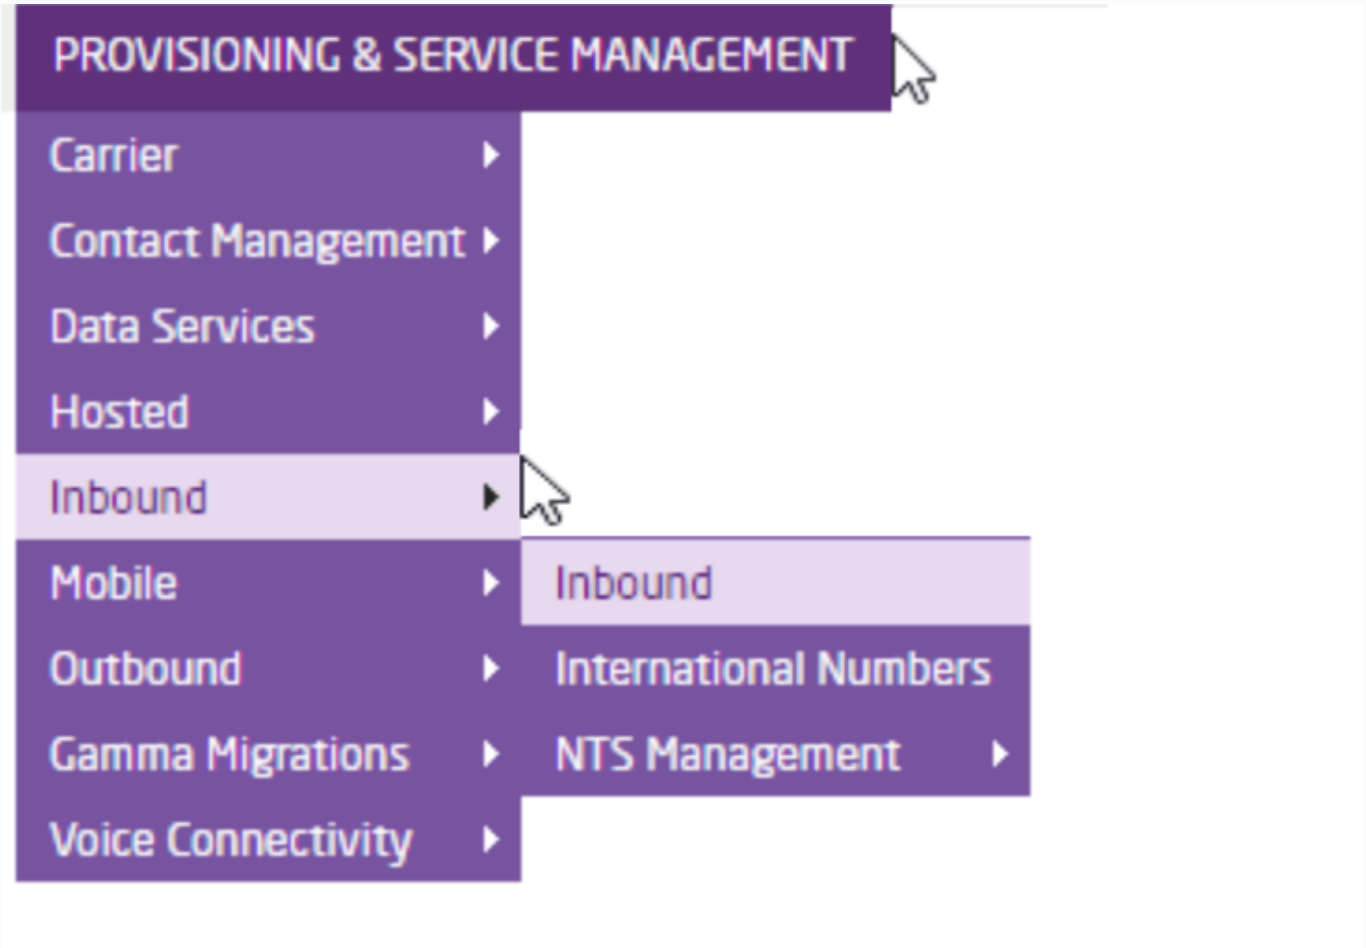 PROVISIONING & SERVICE MANAGEMENT
Carrier
Contact Management
Data Services
Hosted
Inbound
Mobile
Outbound
Gamma Migrations
Voice Connectivity
Inbound
International Numbers
NTS Management